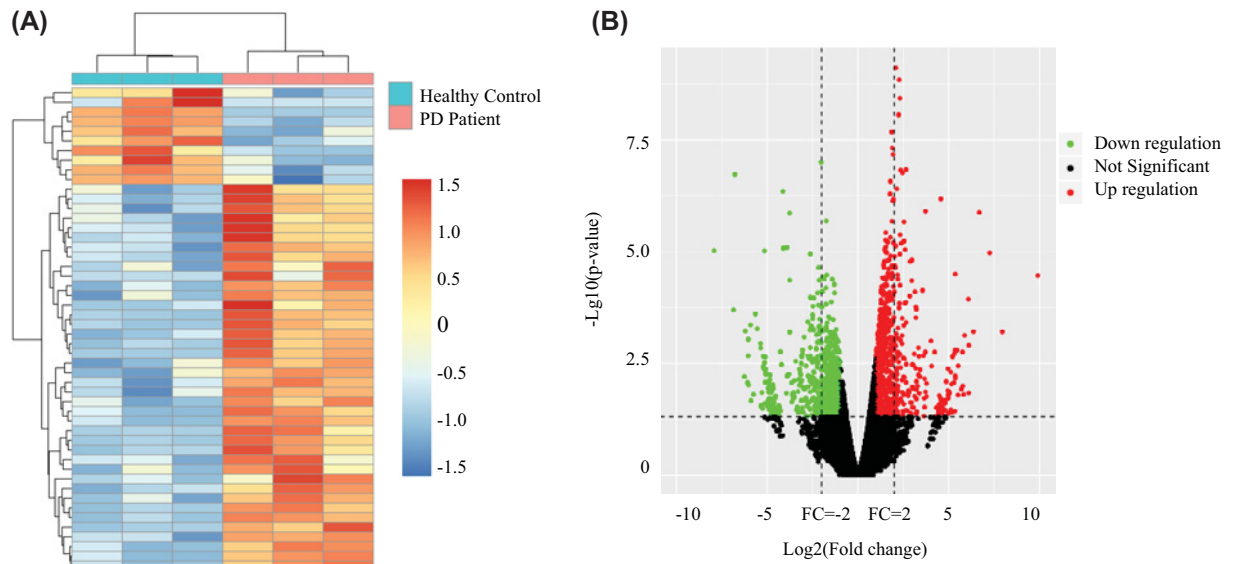 (A)
Healthy Control
PD Patient
1.5
1.0
0.5
0
-0.5
-1.0
-1.5
(B)
-Lg10(p-value)
7.5
5.0
2.5
0
-10
-5
FC=-2
FC=2
5
10
Log2(Fold change)
Down regulation
Not Significant
Up regulation